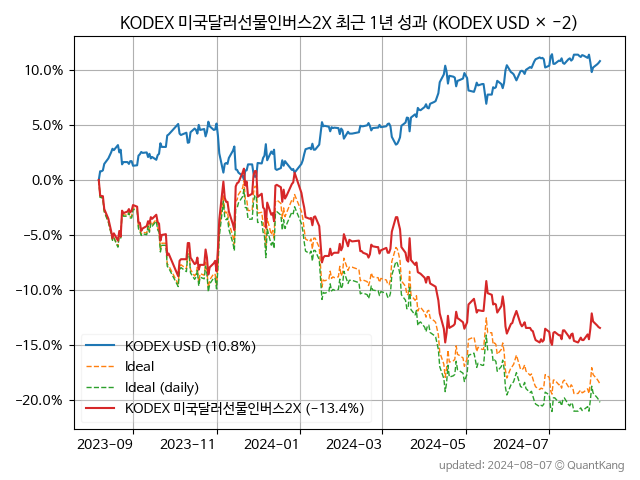 KODEX 미국달러선물인버스2X 최근 1년 성과 (KODEX USD × −2)
10.0%
5.0%
0.0%
−5.0%
−10.0%
−15.0%
−20.0%
KODEX USD (10.8%)
Ideal
Ideal (daily)
KODEX 미국달러선물인버스2X (−13.4%)
2023-09 2023-11 2024-01 2024-03 2024-05 2024-07
updated: 2024-08-07 © QuantKang